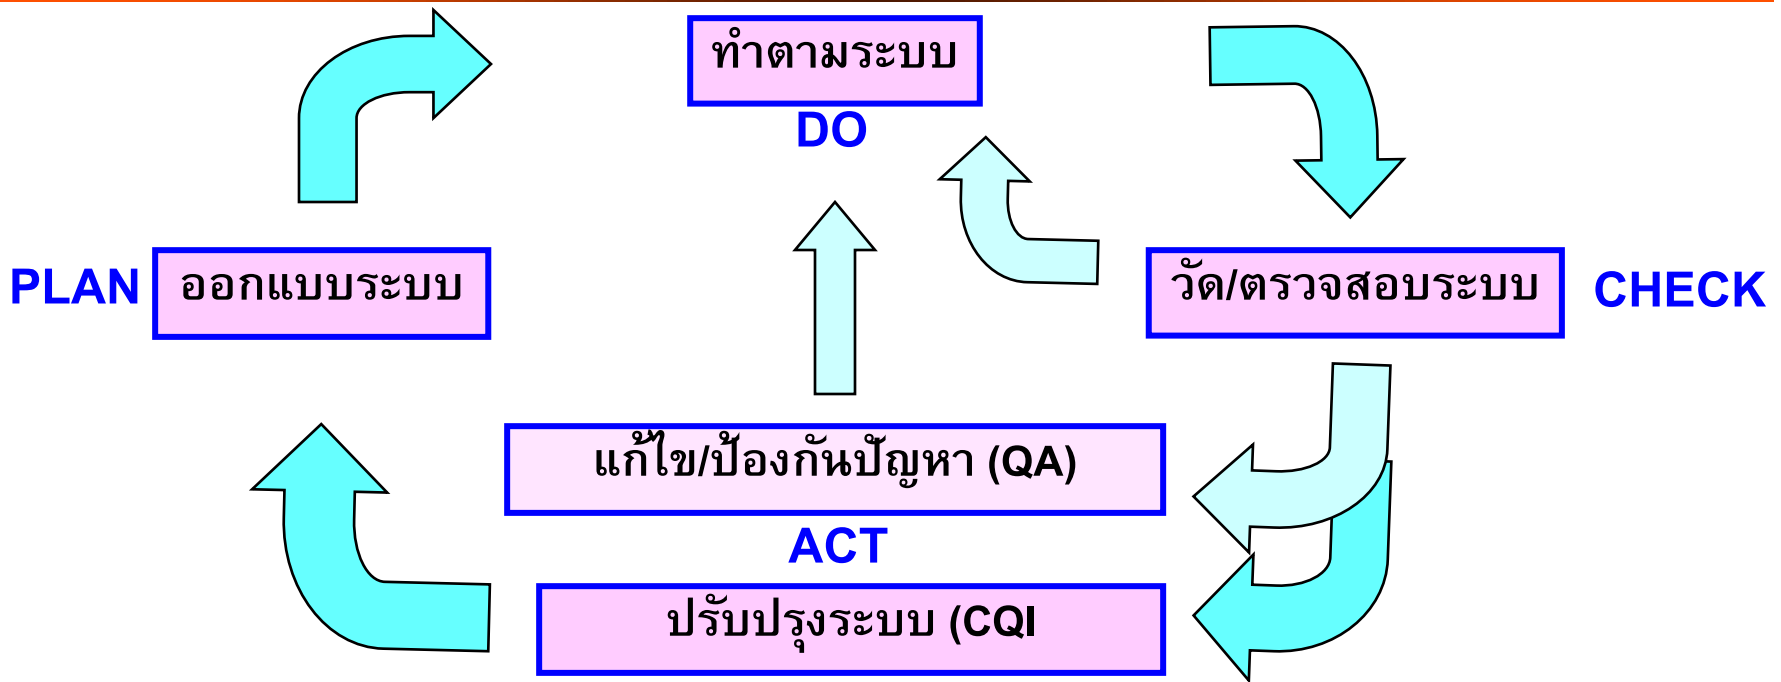 ทำตามระบบ
DO
PLAN
ออกแบบระบบ
วัด/ตรวจสอบระบบ
CHECK
แก้ไข/ป้องกันปัญหา (QA)
ACT
ปรับปรุงระบบ (CQI